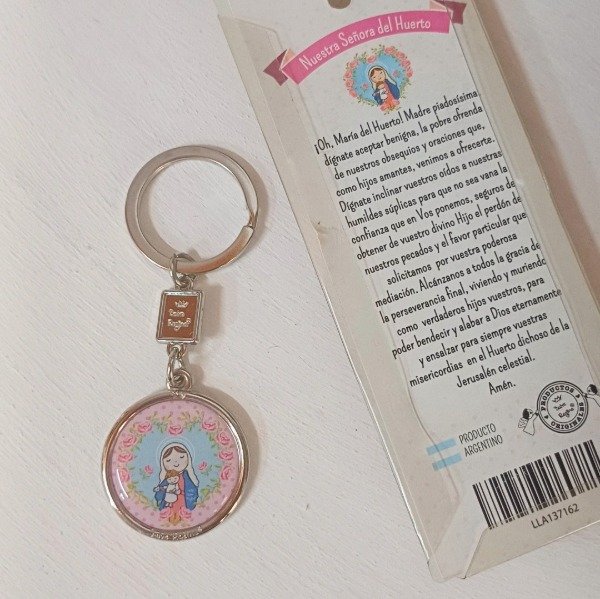 Nuestra Señora del Huerto
¡Oh, María del Huerto! Madre piadosísima,
dígnate aceptar benigna, la pobre ofrenda
de nuestros obsequios y oraciones que,
como hijos amantes, venimos a ofrecerte.
Dígnate inclinar vuestros oídos a nuestras
humildes súplicas para que no sea vana la
confianza que en Vos ponemos, seguros de
obtener de vuestro divino Hijo el perdón de
nuestros pecados y el favor particular que
solicitamos por vuestra poderosa
mediación. Alcánzanos a todos la gracia de
la perseverancia final, viviendo y muriendo
como verdaderos hijos vuestros, para
poder bendecir y alabar a Dios eternamente
y ensalzar para siempre vuestras
misericordias en el Huerto dichoso de la
Jerusalén celestial.
Amén.
PRODUCTOS
ORIGINALES
PRODUCTO
ARGENTINO
LLA137162